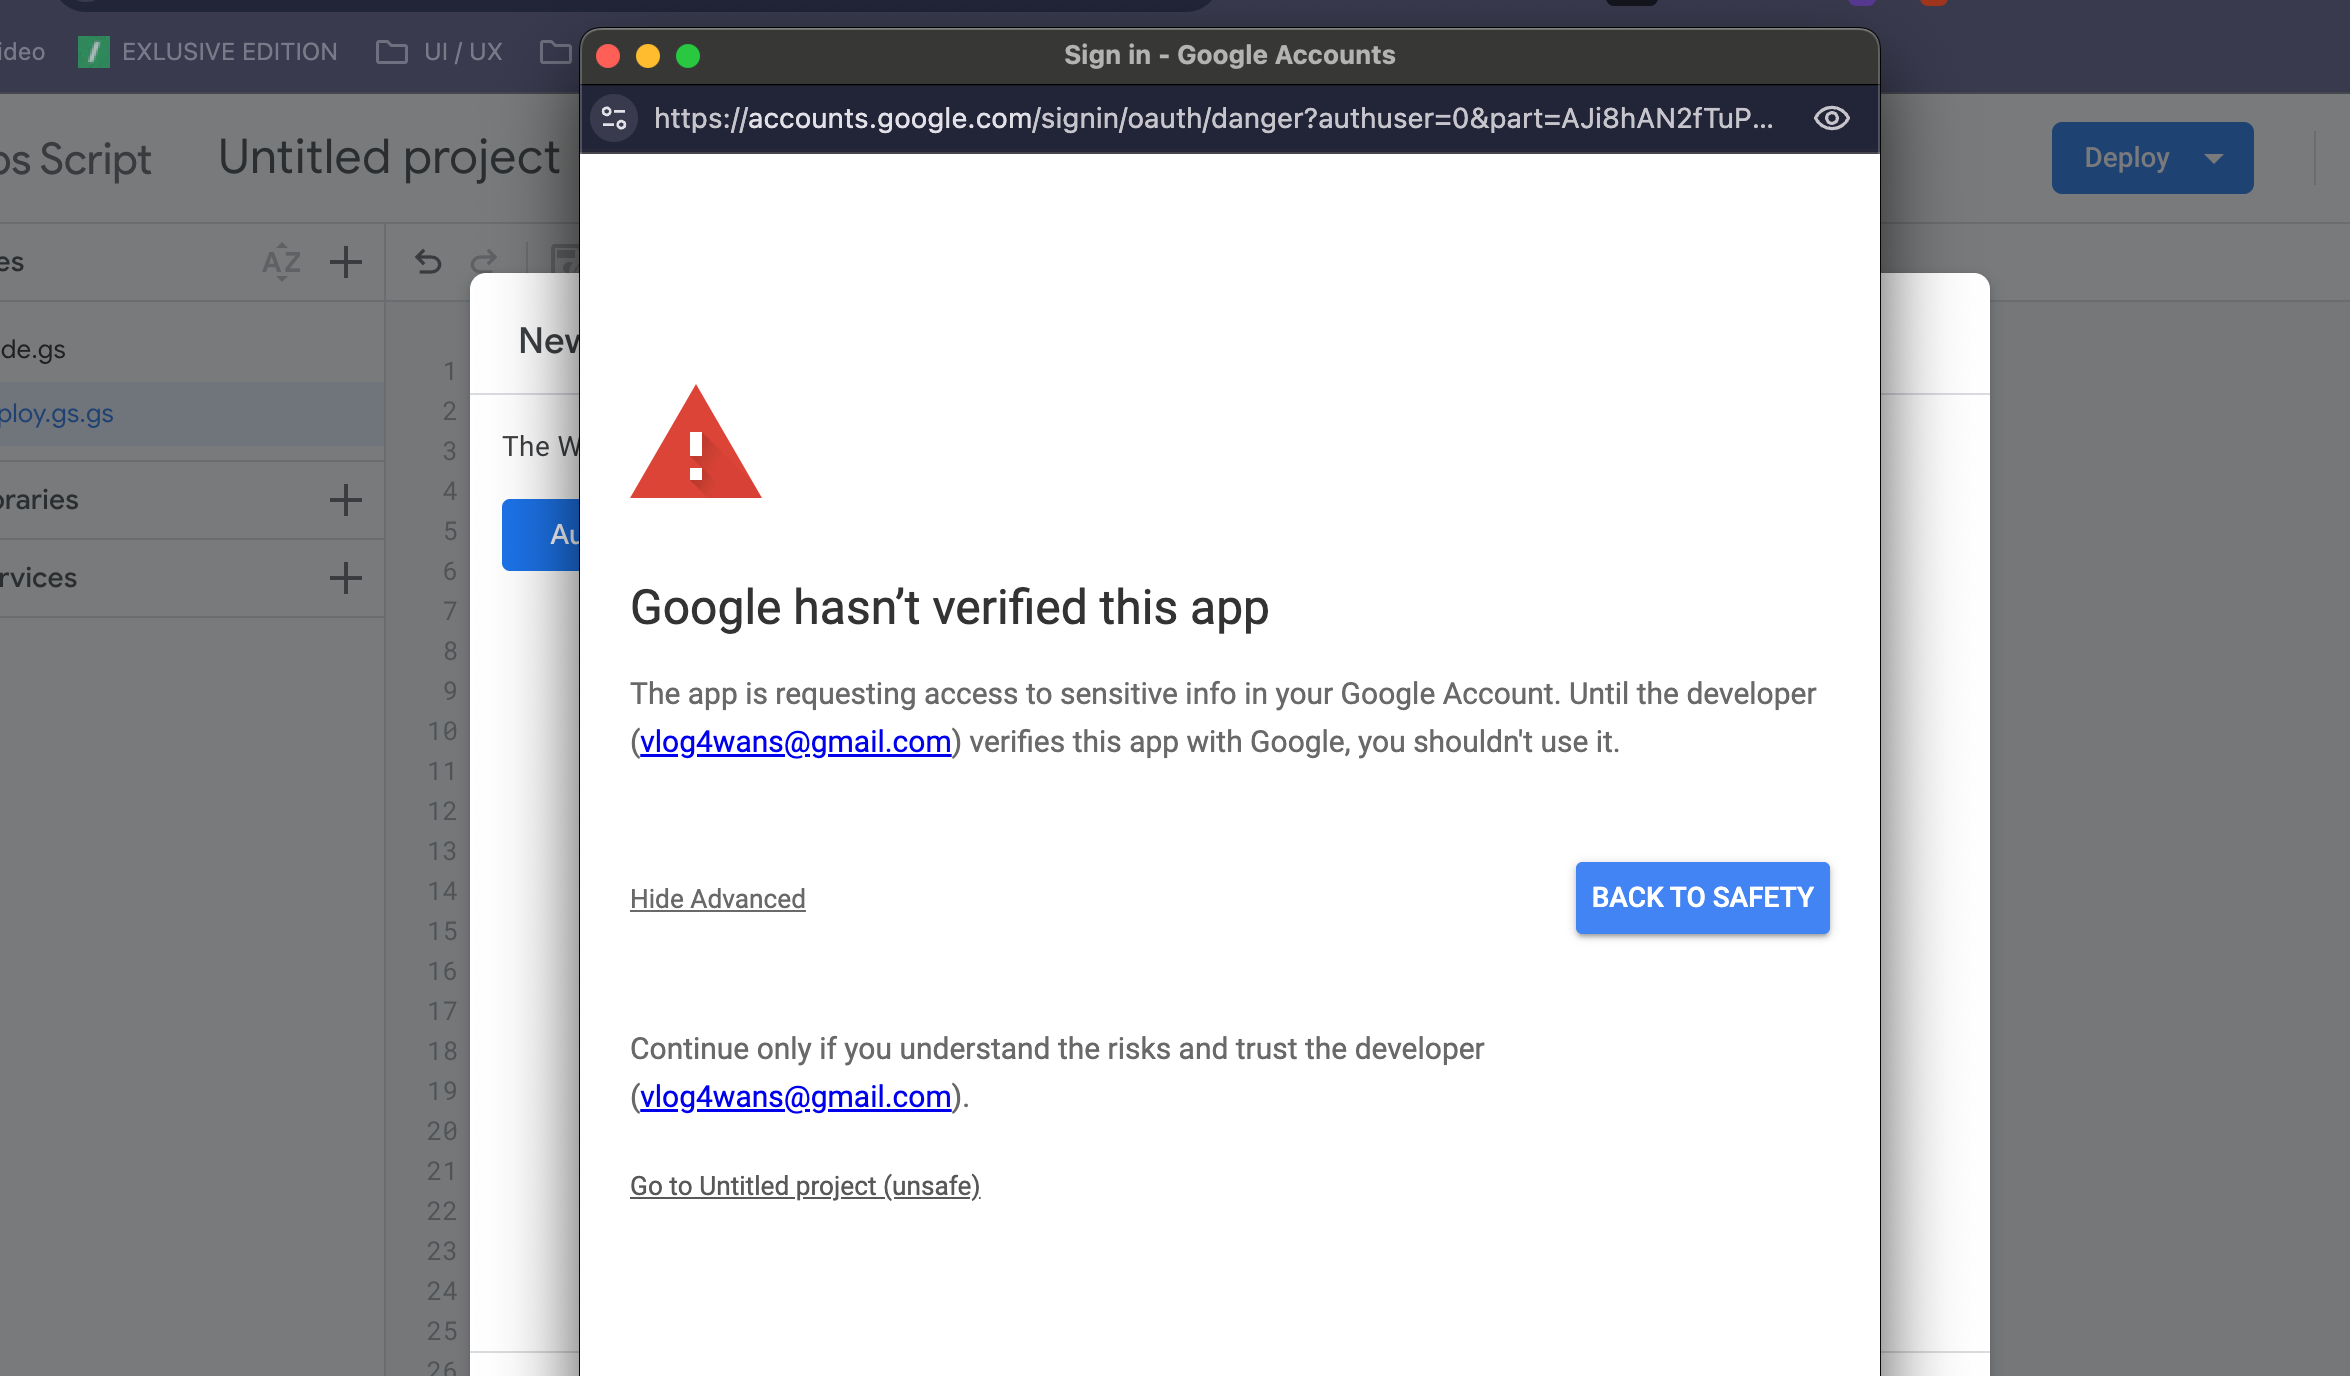 ideo
EXLUSIVE EDITION
UI / UX
Sign in - Google Accounts
https://accounts.google.com/signin/oauth/danger?authuser=0&part=AJi8hAN2fTuP...
os Script
Untitled project
Deploy
es
AZ
de.gs
ploy.gs.gs
braries
rvices
1
2
3
4
5
6
7
8
9
10
11
12
13
14
15
16
17
18
19
20
21
22
23
24
25
26
New
The W
Au
Google hasn’t verified this app
The app is requesting access to sensitive info in your Google Account. Until the developer
(vlog4wans@gmail.com) verifies this app with Google, you shouldn't use it.
Hide Advanced
BACK TO SAFETY
Continue only if you understand the risks and trust the developer
(vlog4wans@gmail.com).
Go to Untitled project (unsafe)